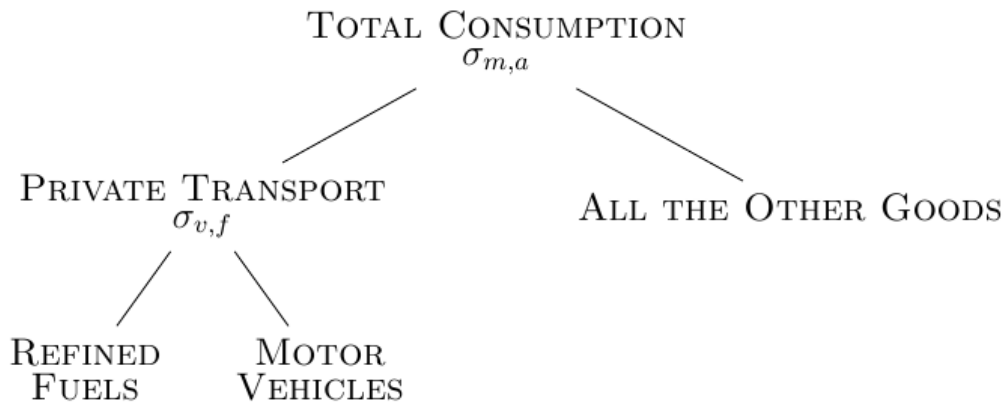 Total Consumption
σm,a
Private Transport
σv,f
All the Other Goods
Refined
Fuels
Motor
Vehicles